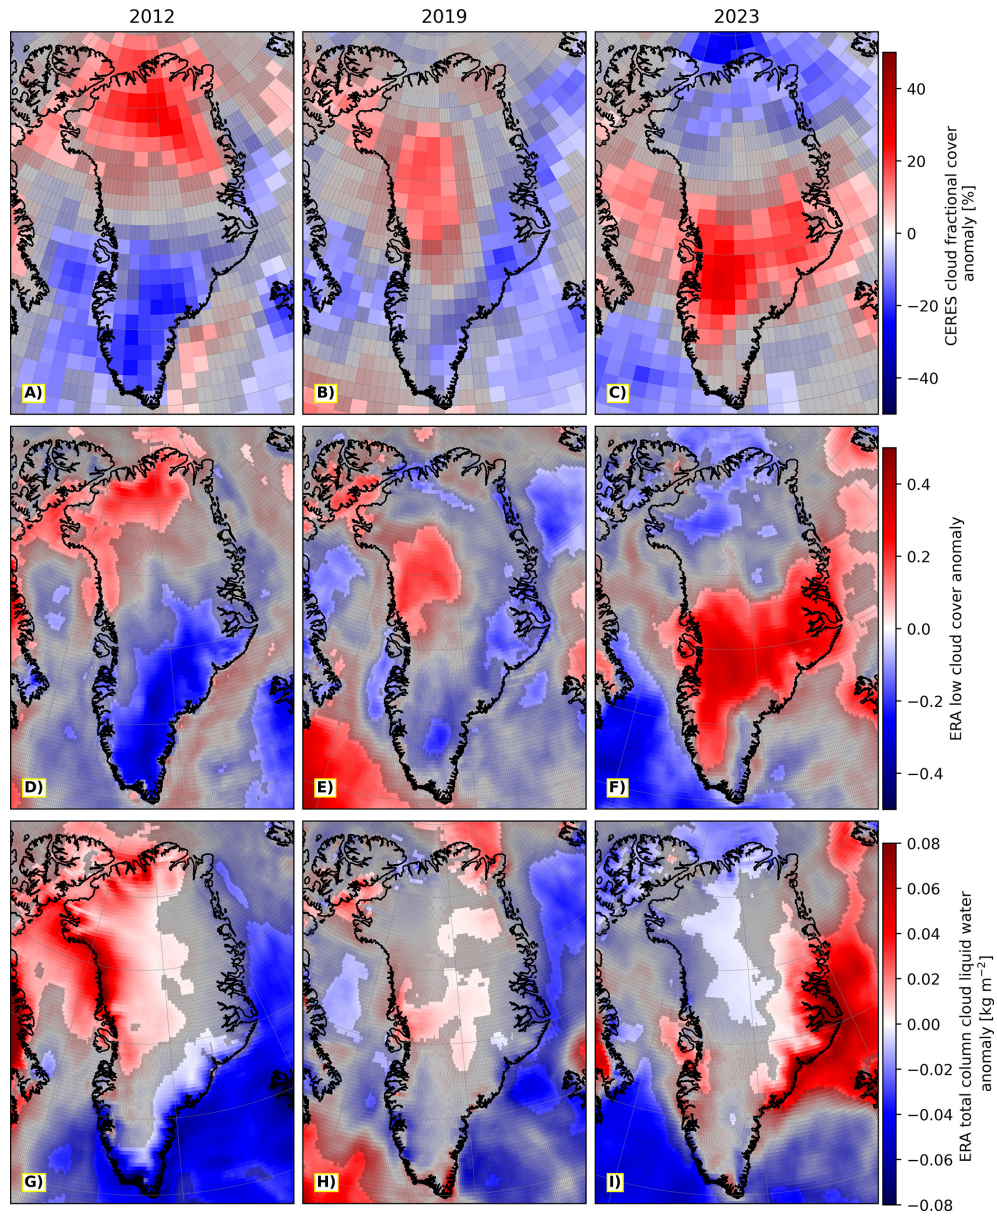 2012 2019 2023
A) B) C)
40
20
0
−20
−40
CERES cloud fractional cover
anomaly [%]
D) E) F)
0.4
0.2
0.0
−0.2
−0.4
ERA low cloud cover anomaly
G) H) I)
0.08
0.06
0.04
0.02
0.00
−0.02
−0.04
−0.06
−0.08
ERA total column cloud liquid water
anomaly [kg m⁻²]